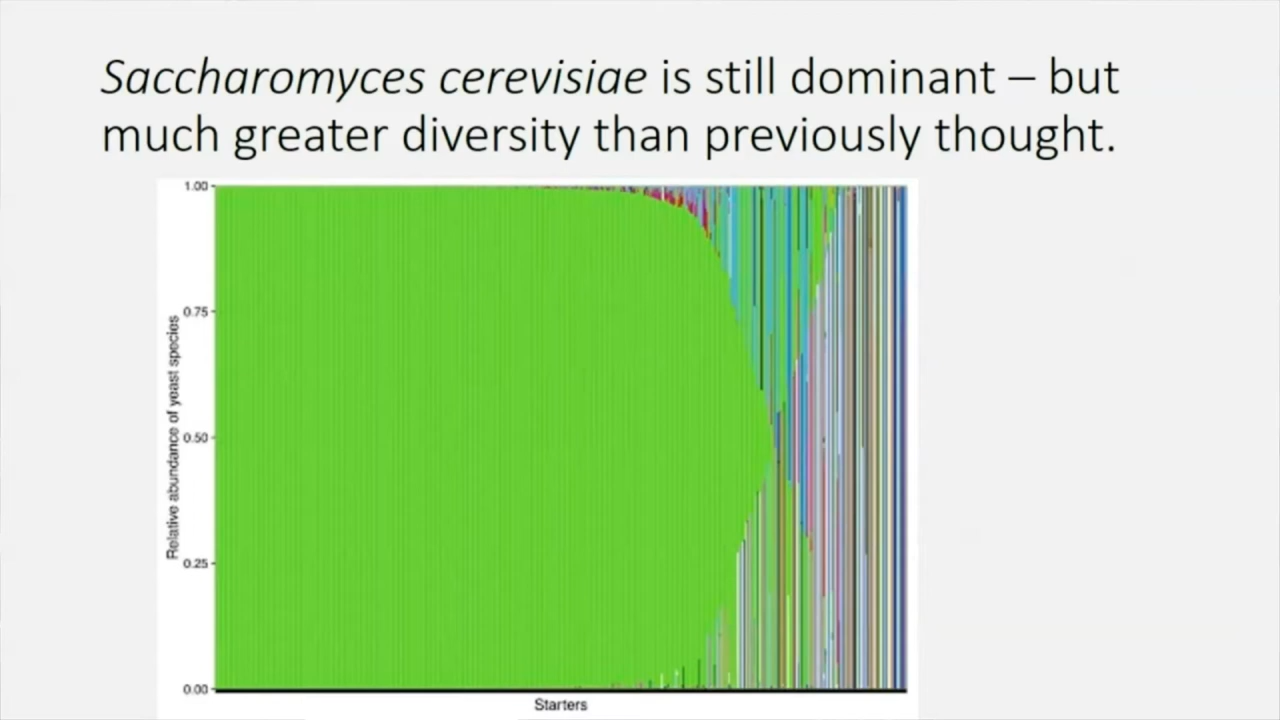 Saccharomyces cerevisiae is still dominant – but
much greater diversity than previously thought.
1.00
0.75
0.50
0.25
0.00
Relative abundance of yeast species
Starters